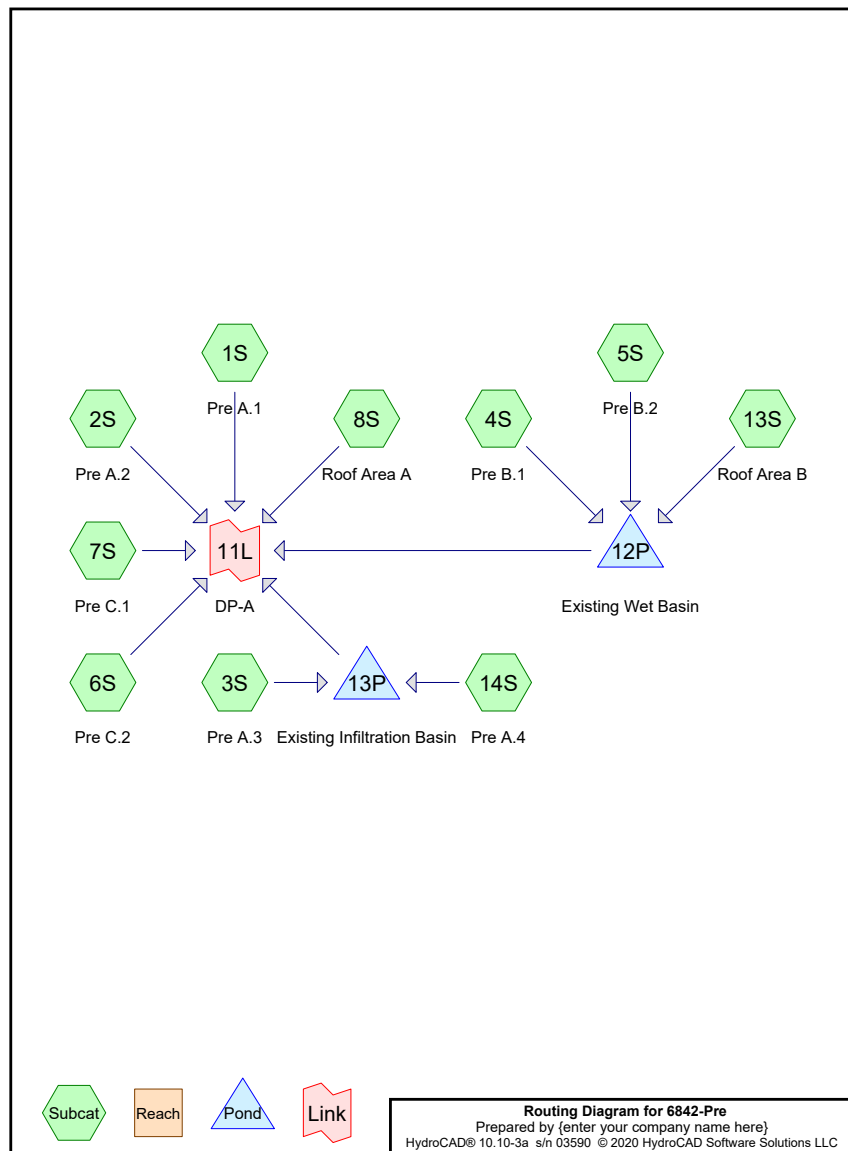 1S
5S
Pre A.1
Pre B.2
2S
8S
4S
13S
Pre A.2
Roof Area A
Pre B.1
Roof Area B
7S
11L
12P
Pre C.1
DP-A
Existing Wet Basin
6S
3S
13P
14S
Pre C.2
Pre A.3
Existing Infiltration Basin
Pre A.4
Subcat
Reach
Pond
Link
Routing Diagram for 6842-Pre
Prepared by {enter your company name here}
HydroCAD® 10.10-3a s/n 03590 © 2020 HydroCAD Software Solutions LLC